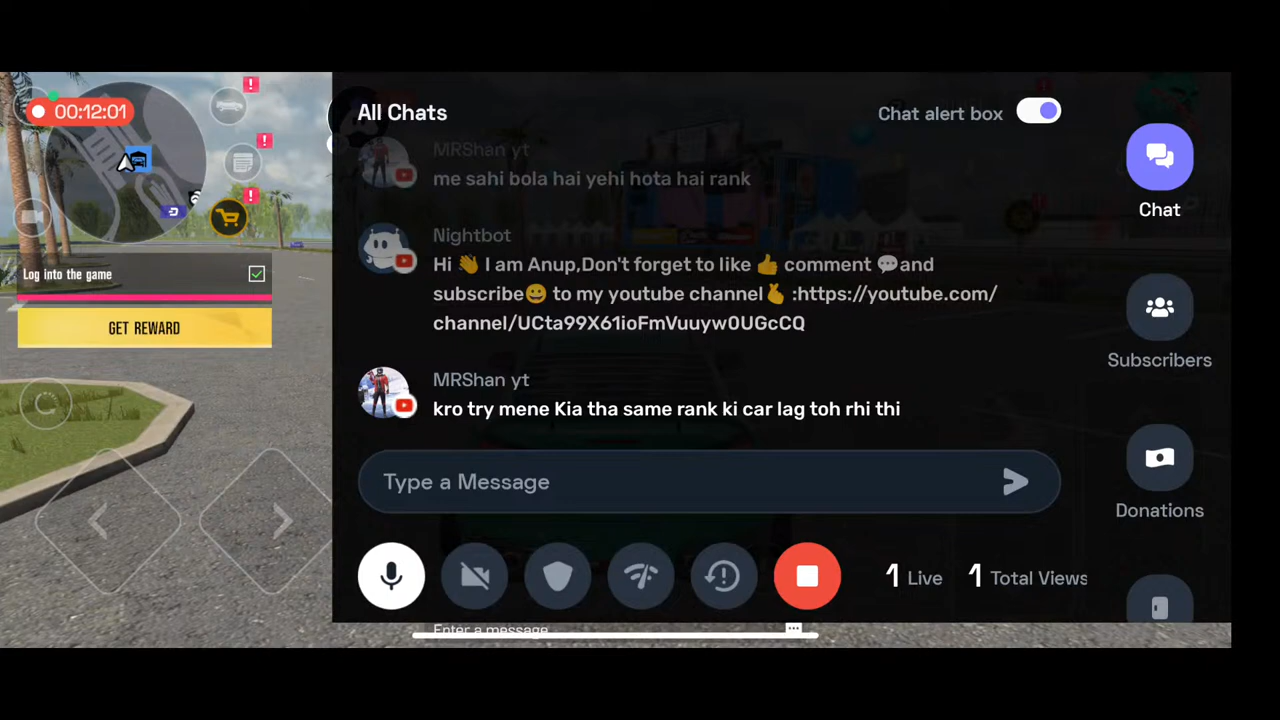 00:12:01
Log into the game
GET REWARD
All Chats
Chat alert box
MRShan yt
me sahi bola hai yehi hota hai rank
Nightbot
Hi 👋 I am Anup,Don't forget to like 👍 comment 💬and
subscribe😀 to my youtube channel🫰 :https://youtube.com/
channel/UCta99X61ioFmVuuyw0UGcCQ
MRShan yt
kro try mene Kia tha same rank ki car lag toh rhi thi
Type a Message
1 Live
1 Total Views
Enter a message
Chat
Subscribers
Donations